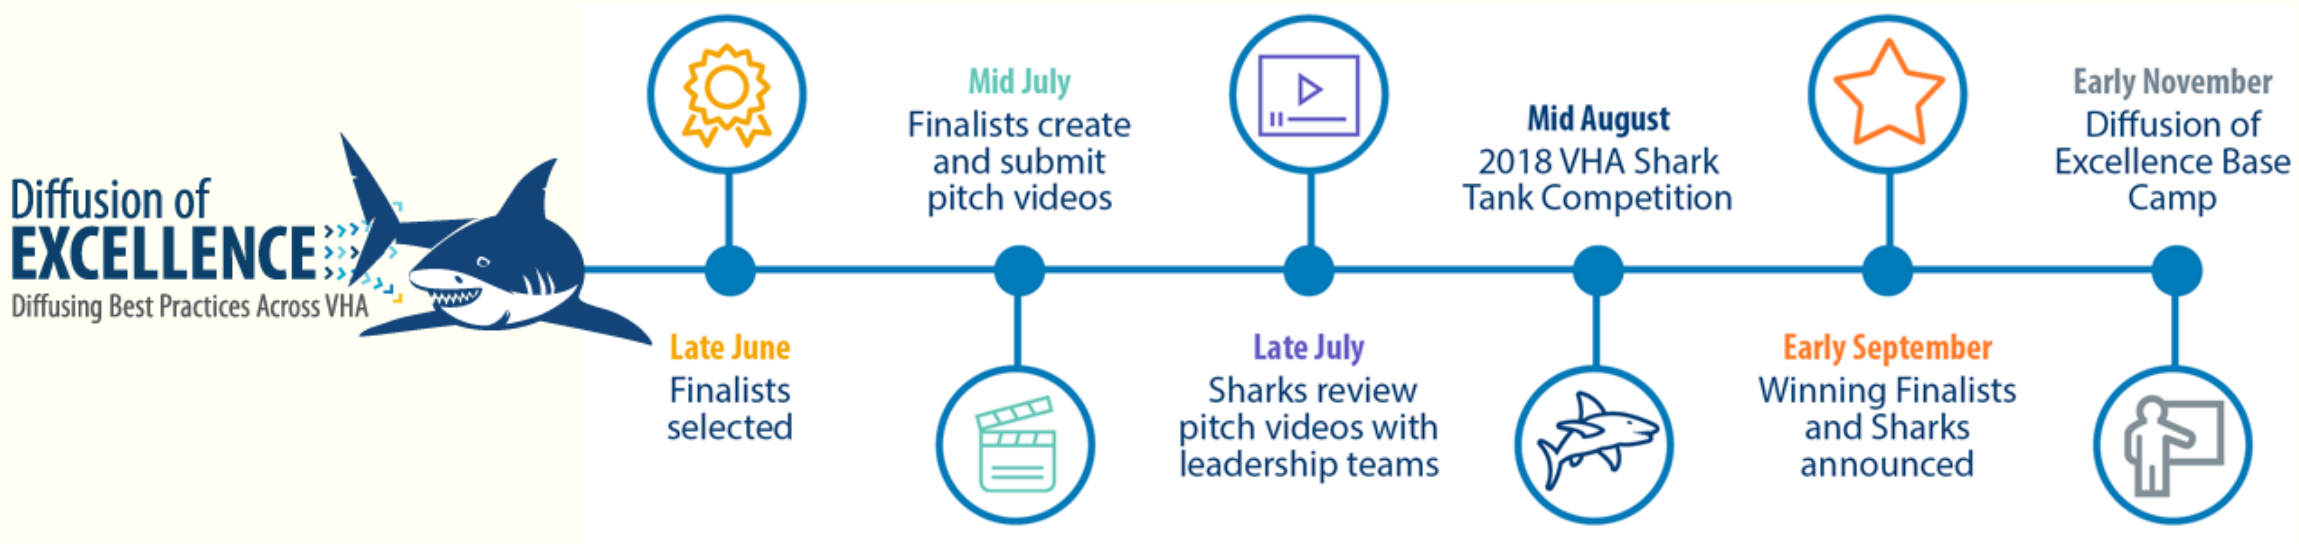 Diffusion of
EXCELLENCE
Diffusing Best Practices Across VHA
Late June
Finalists
selected
Mid July
Finalists create
and submit
pitch videos
Late July
Sharks review
pitch videos with
leadership teams
Mid August
2018 VHA Shark
Tank Competition
Early September
Winning Finalists
and Sharks
announced
Early November
Diffusion of
Excellence Base
Camp